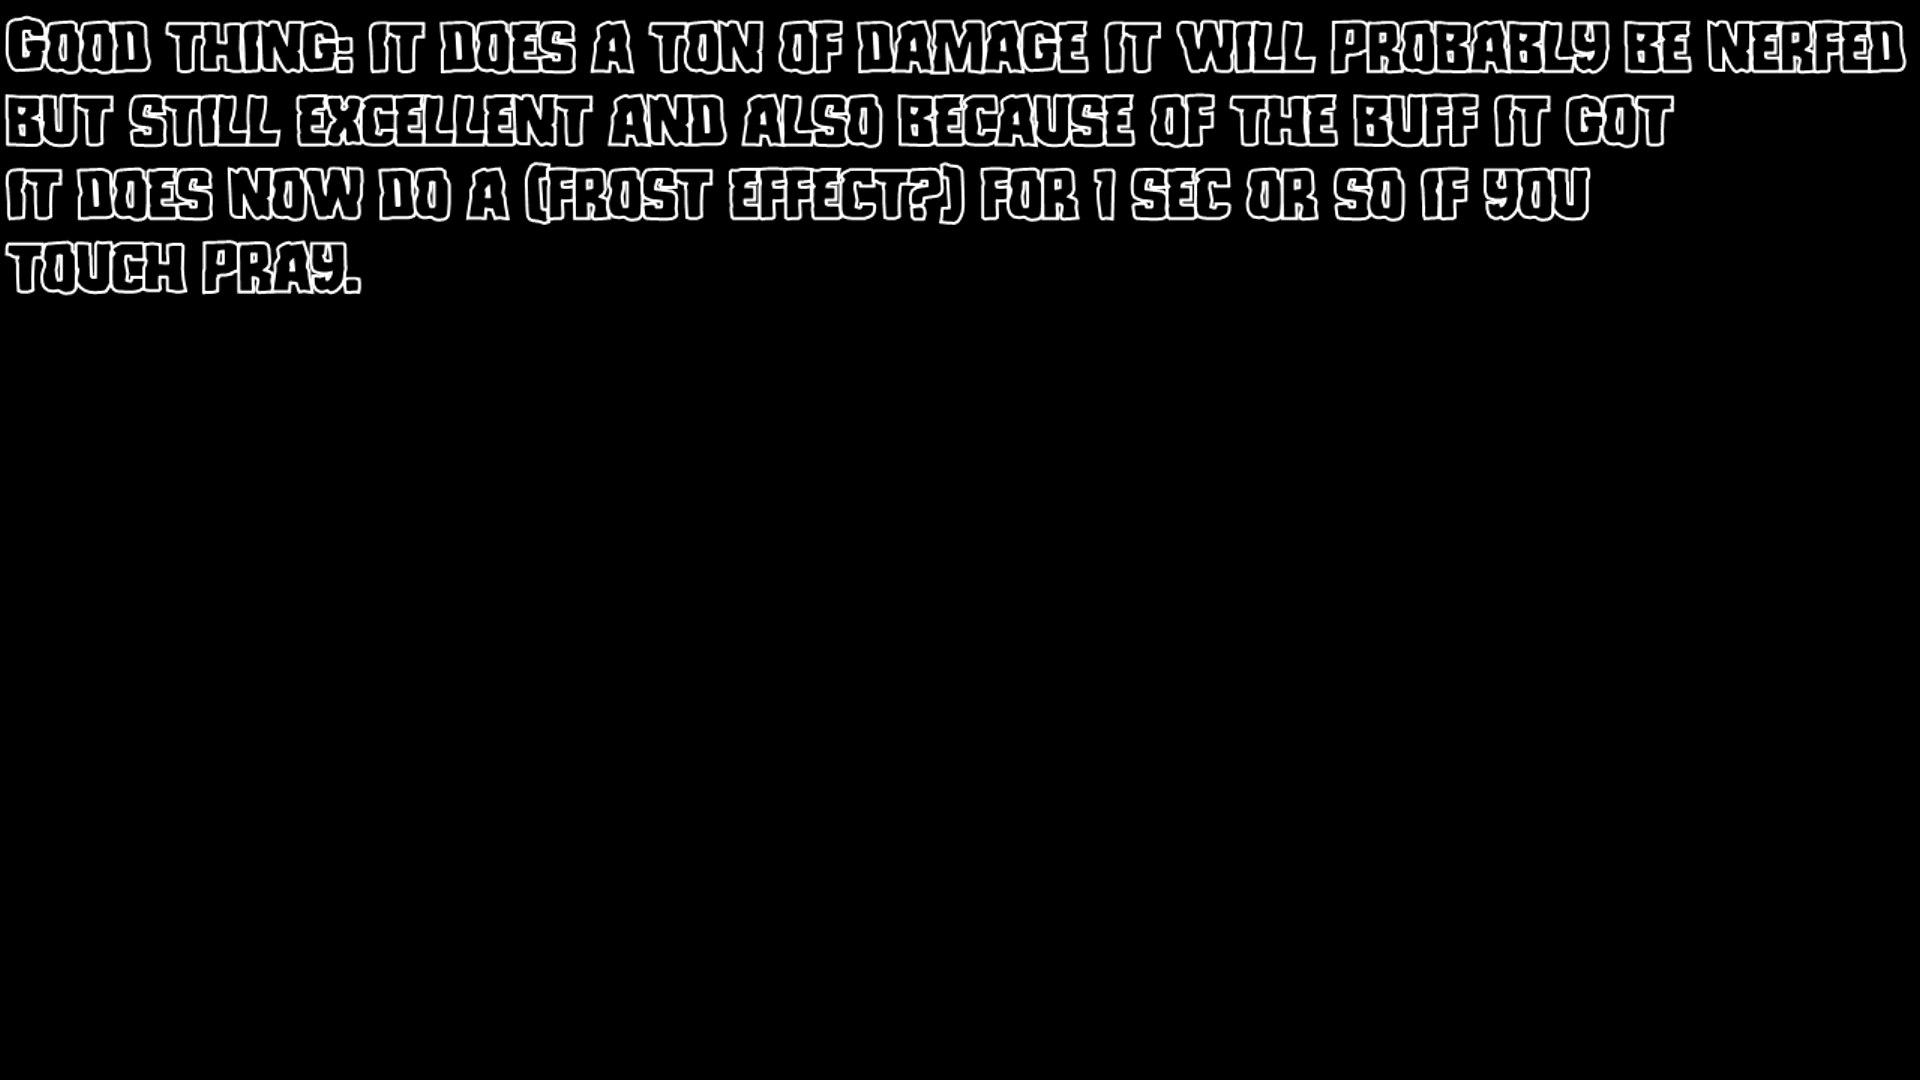 Good thing: it does a ton of damage it will probably be nerfed
but still excellent and also because of the buff it got
it does now do a (frost effect?) for 1 sec or so if you
touch pray.